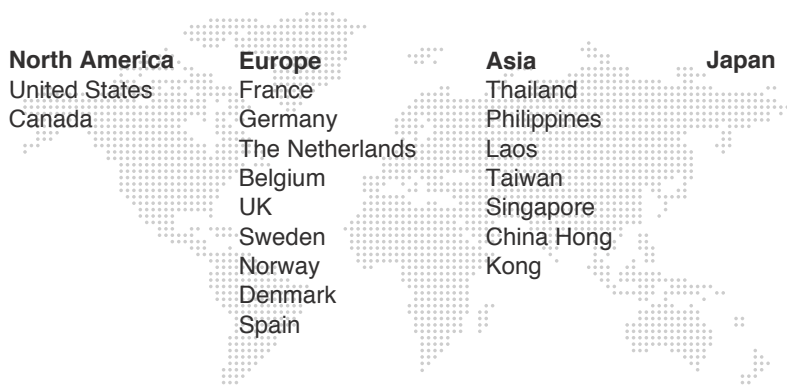 North America
United States
Canada
Europe
France
Germany
The Netherlands
Belgium
UK
Sweden
Norway
Denmark
Spain
Asia
Thailand
Philippines
Laos
Taiwan
Singapore
China Hong
Kong
Japan